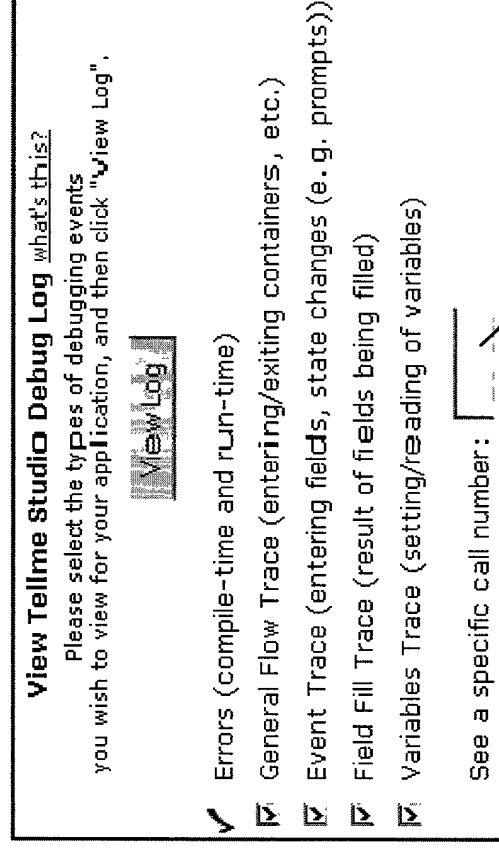 View Tellme Studio Debug Log what's this?
Please select the types of debugging events
you wish to view for your application, and then click "View Log".
View Log
Errors (compile-time and run-time)
General Flow Trace (entering/exiting containers, etc.)
Event Trace (entering fields, state changes (e.g. prompts))
Field Fill Trace (result of fields being filled)
Variables Trace (setting/reading of variables)
See a specific call number: